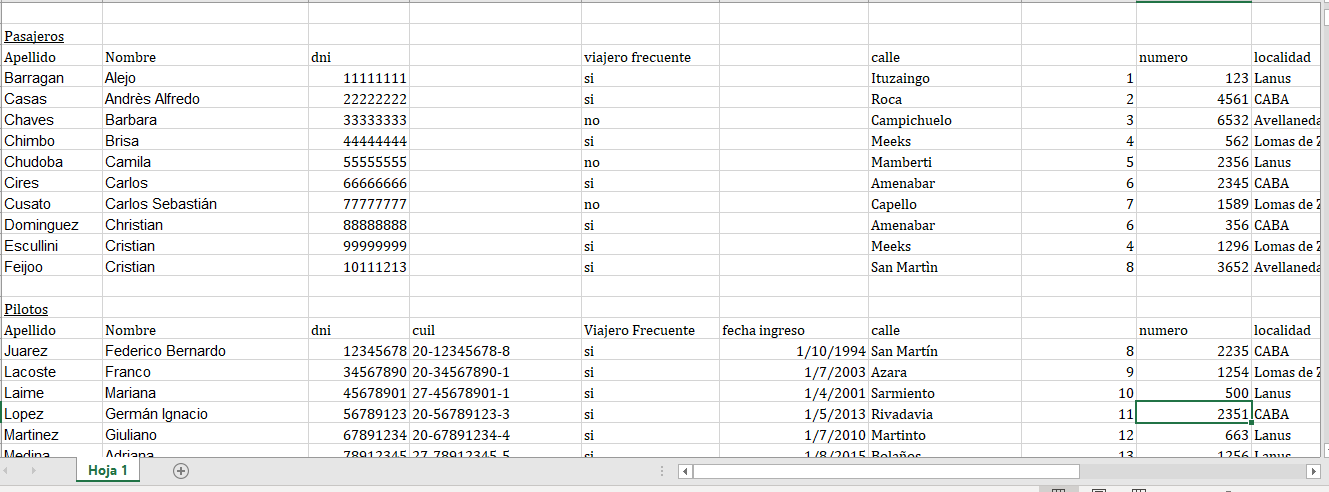 Pasajeros
Apellido Nombre dni viajero frecuente calle numero localidad
Barragan Alejo 11111111 si Ituzaingo 1 123 Lanus
Casas Andrès Alfredo 22222222 si Roca 2 4561 CABA
Chaves Barbara 33333333 no Campichuelo 3 6532 Avellaneda
Chimbo Brisa 44444444 si Meeks 4 562 Lomas de Z
Chudoba Camila 55555555 no Mamberti 5 2356 Lanus
Cires Carlos 66666666 si Amenabar 6 2345 CABA
Cusato Carlos Sebastián 77777777 no Capello 7 1589 Lomas de Z
Dominguez Christian 88888888 si Amenabar 6 356 CABA
Escullini Cristian 99999999 si Meeks 4 1296 Lomas de Z
Feijoo Cristian 10111213 si San Martìn 8 3652 Avellaneda
Pilotos
Apellido Nombre dni cuil Viajero Frecuente fecha ingreso calle numero localidad
Juarez Federico Bernardo 12345678 20-12345678-8 si 1/10/1994 San Martín 8 2235 CABA
Lacoste Franco 34567890 20-34567890-1 si 1/7/2003 Azara 9 1254 Lomas de Z
Laime Mariana 45678901 27-45678901-1 si 1/4/2001 Sarmiento 10 500 Lanus
Lopez Germán Ignacio 56789123 20-56789123-3 si 1/5/2013 Rivadavia 11 2351 CABA
Martinez Giuliano 67891234 20-67891234-4 si 1/7/2010 Martinto 12 663 Lanus
Medina Adriana 78912345 27-78912345-5 si 1/8/2015 Bolaños 13 1256 Lanus
Hoja 1